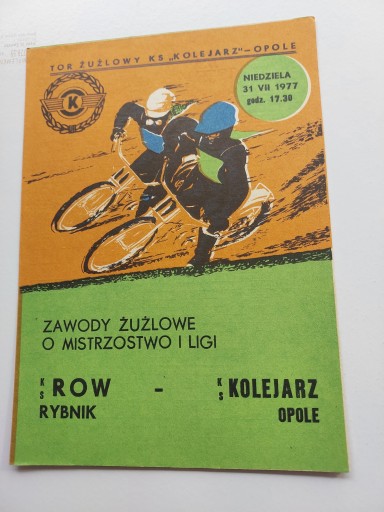 TOR ŻUŻLOWY KS „KOLEJARZ"–OPOLE
NIEDZIELA
31 VII 1977
godz. 17.30
K
ZAWODY ŻUŻLOWE
O MISTRZOSTWO I LIGI
KS ROW - KS KOLEJARZ
RYBNIK OPOLE